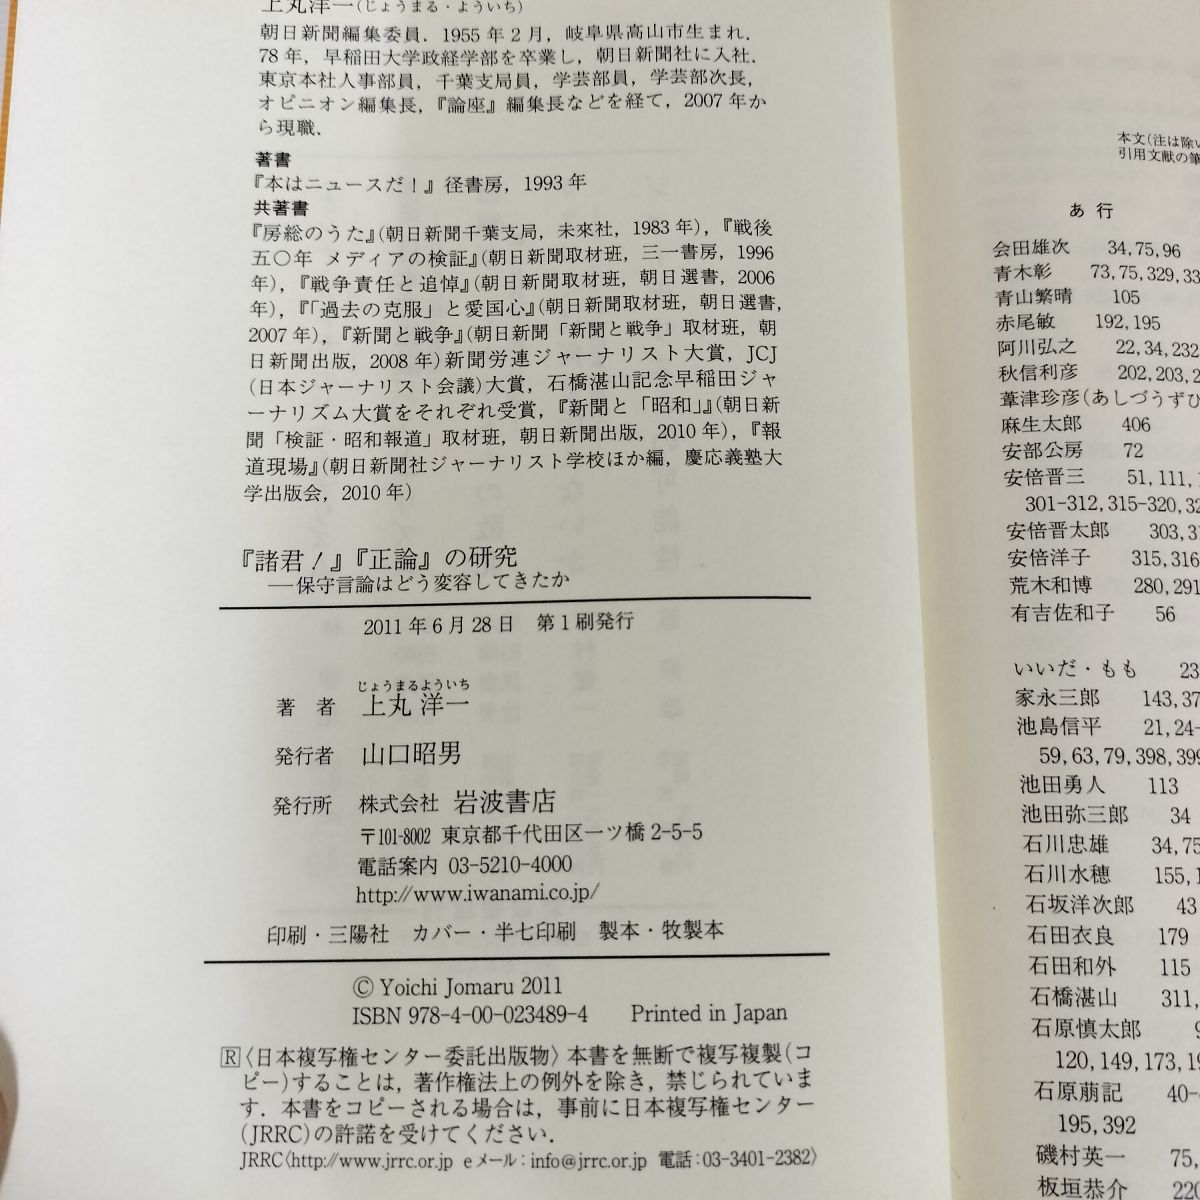 上丸洋一(じょうまる・よういち)
朝日新聞編集委員．1955年2月，岐阜県高山市生まれ．
78年，早稲田大学政経学部を卒業し，朝日新聞社に入社．
東京本社人事部員，千葉支局員，学芸部員，学芸部次長，
オピニオン編集長，『論座』編集長などを経て，2007年か
ら現職．
著書
『本はニュースだ！』径書房，1993年
共著書
『房総のうた』(朝日新聞千葉支局，未來社，1983年)，『戦後
五〇年 メディアの検証』(朝日新聞取材班，三一書房，1996
年)，『戦争責任と追悼』(朝日新聞取材班，朝日選書，2006
年)，『「過去の克服」と愛国心』(朝日新聞取材班，朝日選書，
2007年)，『新聞と戦争』(朝日新聞「新聞と戦争」取材班，朝
日新聞出版，2008年)新聞労連ジャーナリスト大賞，JCJ
(日本ジャーナリスト会議)大賞，石橋湛山記念早稲田ジャ
ーナリズム大賞をそれぞれ受賞，『新聞と「昭和」』(朝日新
聞「検証・昭和報道」取材班，朝日新聞出版，2010年)，『報
道現場』(朝日新聞社ジャーナリスト学校ほか編，慶応義塾大
学出版会，2010年)
『諸君！』『正論』の研究
──保守言論はどう変容してきたか
2011年6月28日　第1刷発行
じょうまるよういち
著 者　上丸洋一
発行者　山口昭男
発行所　株式会社 岩波書店
〒101-8002 東京都千代田区一ツ橋2-5-5
電話案内 03-5210-4000
http://www.iwanami.co.jp/
印刷・三陽社　カバー・半七印刷　製本・牧製本
© Yoichi Jomaru 2011
ISBN 978-4-00-023489-4　Printed in Japan
R〈日本複写権センター委託出版物〉本書を無断で複写複製(コ
ピー)することは，著作権法上の例外を除き，禁じられていま
す．本書をコピーされる場合は，事前に日本複写権センター
(JRRC)の許諾を受けてください．
JRRC〈http://www.jrrc.or.jp eメール：info@jrrc.or.jp 電話：03-3401-2382〉
本文(注は除い
引用文献の筆
あ 行
会田雄次　34, 75, 96
青木彰　73, 75, 329, 33
青山繁晴　105
赤尾敏　192, 195
阿川弘之　22, 34, 232
秋信利彦　202, 203, 2
葦津珍彦(あしづうずひ
麻生太郎　406
安部公房　72
安倍晋三　51, 111,
301-312, 315-320, 32
安倍晋太郎　303, 3
安倍洋子　315, 316
荒木和博　280, 291
有吉佐和子　56
いいだ・もも　23
家永三郎　143, 37
池島信平　21, 24-
59, 63, 79, 398, 399
池田勇人　113
池田弥三郎　34
石川忠雄　34, 75
石川水穂　155, 1
石坂洋次郎　43
石田衣良　179
石田和外　115
石橋湛山　311,
石原慎太郎　9
120, 149, 173, 19
石原萠記　40-
195, 392
磯村英一　75,
板垣恭介　220